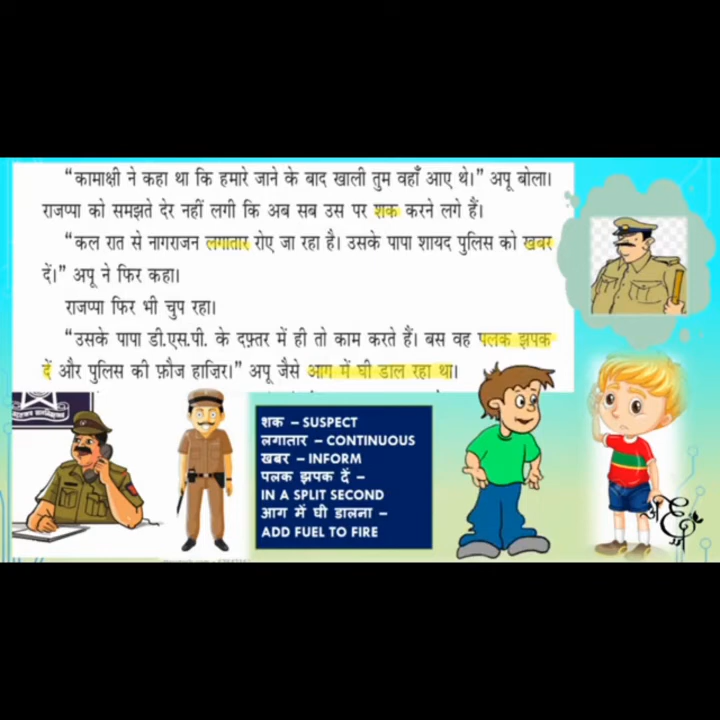 “कामाक्षी ने कहा था कि हमारे जाने के बाद खाली तुम वहाँ आए थे।” अपू बोला।
राजप्पा को समझते देर नहीं लगी कि अब सब उस पर शक करने लगे हैं।
“कल रात से नागराजन लगातार रोए जा रहा है। उसके पापा शायद पुलिस को खबर
दें।” अपू ने फिर कहा।
राजप्पा फिर भी चुप रहा।
“उसके पापा डी.एस.पी. के दफ़्तर में ही तो काम करते हैं। बस वह पलक झपक
दें और पुलिस की फ़ौज हाज़िर।” अपू जैसे आग में घी डाल रहा था।
शक – SUSPECT
लगातार – CONTINUOUS
खबर – INFORM
पलक झपक दें –
IN A SPLIT SECOND
आग में घी डालना –
ADD FUEL TO FIRE